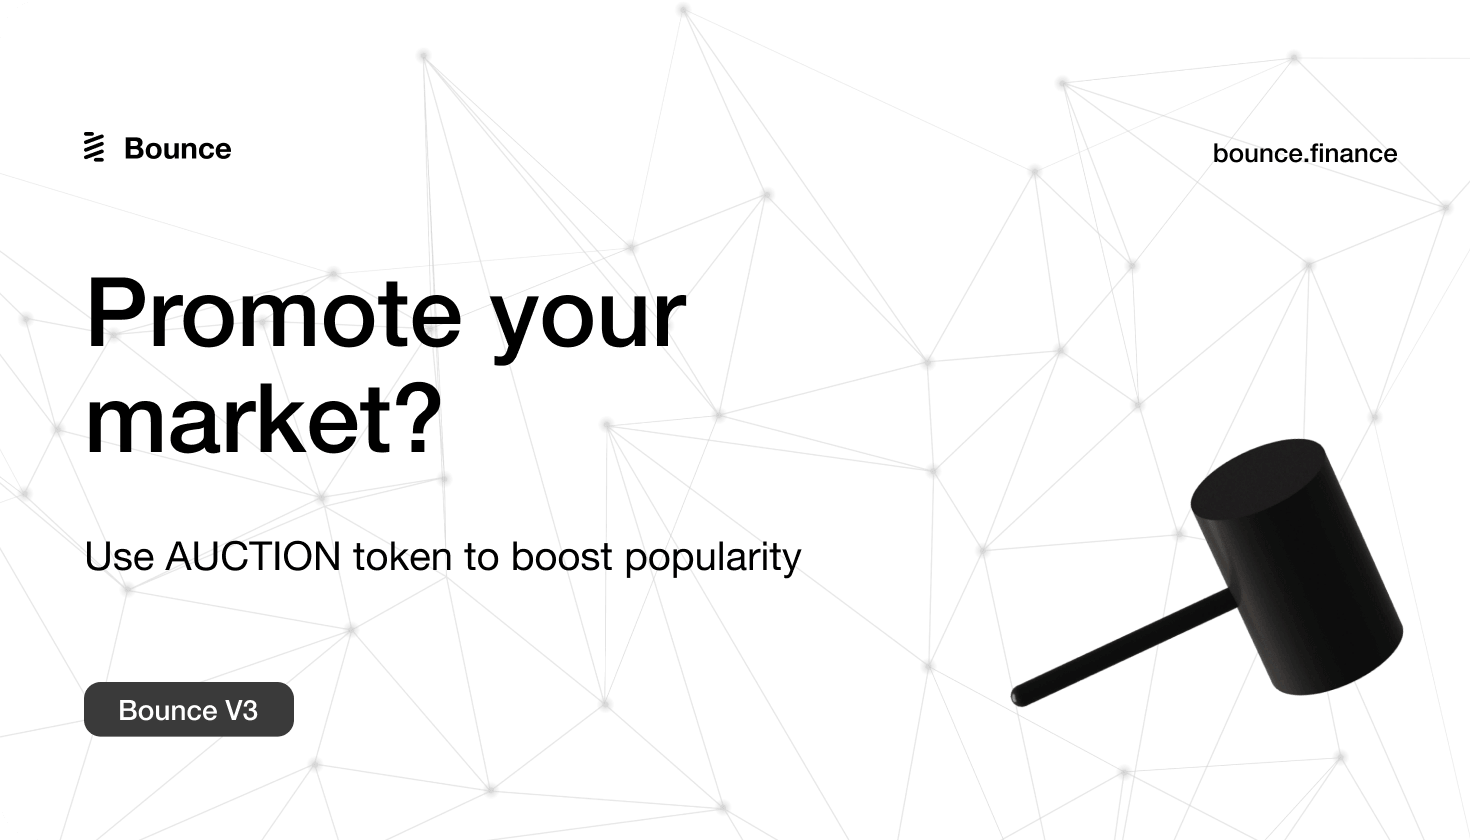 Bounce
bounce.finance
Promote your
market?
Use AUCTION token to boost popularity
Bounce V3